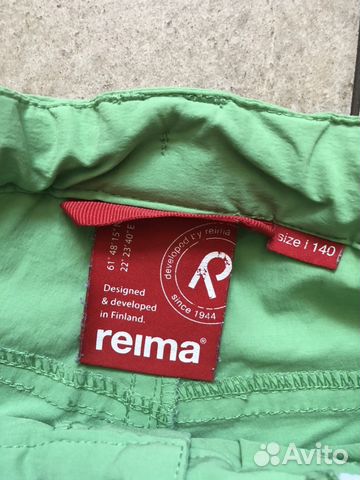 61° 48'15"
22° 23'40"E
developed by reima
R
since 1944
size | 140
Designed
& developed
in Finland.
reima®
Avito